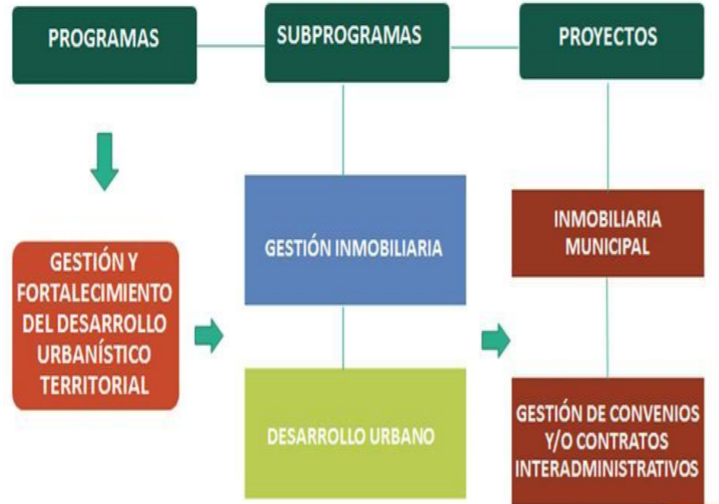 PROGRAMAS
SUBPROGRAMAS
PROYECTOS
GESTIÓN Y
FORTALECIMIENTO
DEL DESARROLLO
URBANÍSTICO
TERRITORIAL
GESTIÓN INMOBILIARIA
DESARROLLO URBANO
INMOBILIARIA
MUNICIPAL
GESTIÓN DE CONVENIOS
Y/O CONTRATOS
INTERADMINISTRATIVOS